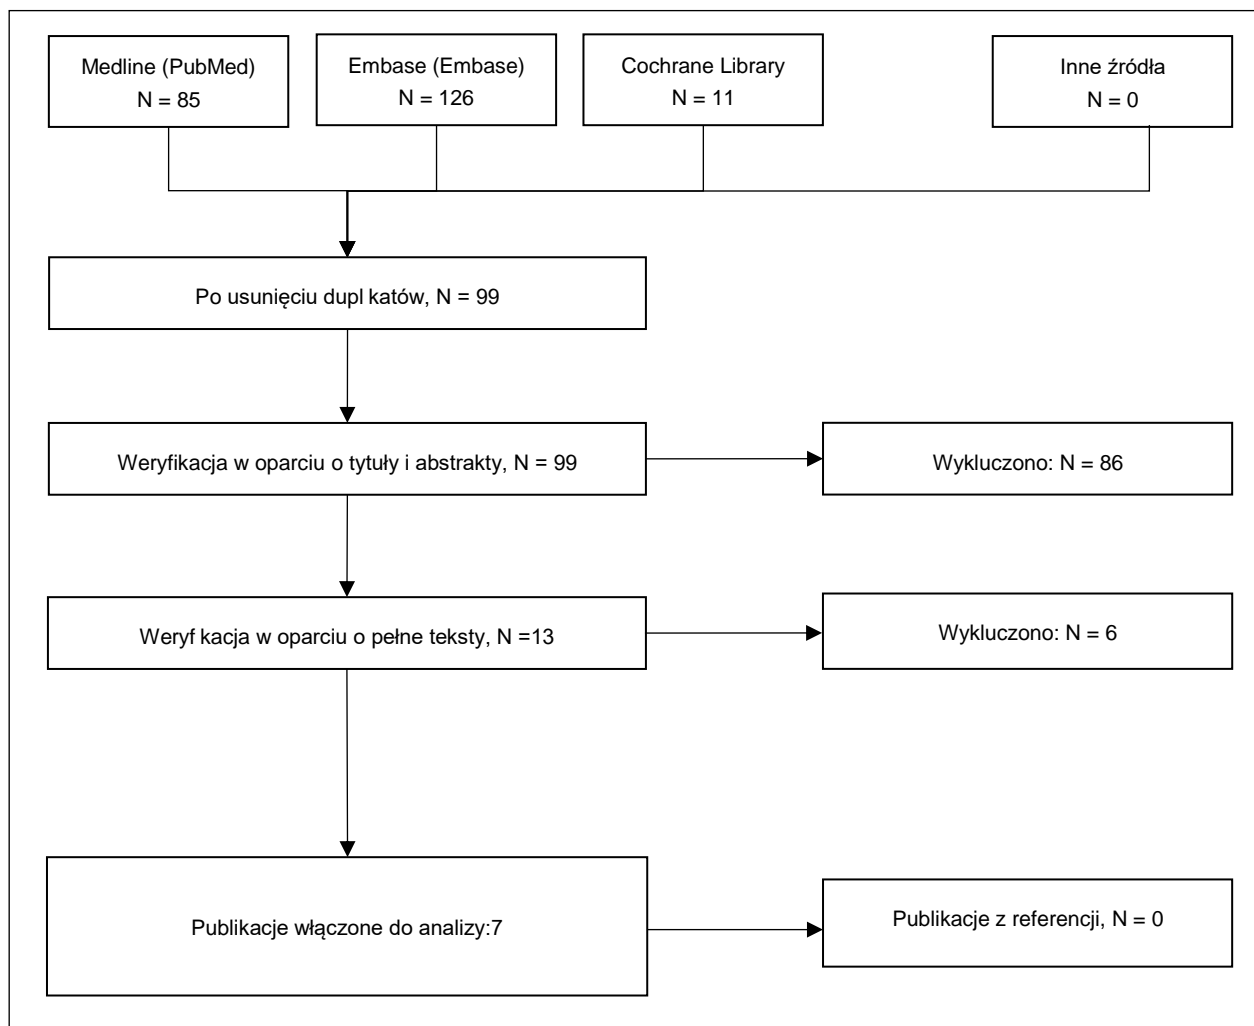 Medline (PubMed)
N = 85
Embase (Embase)
N = 126
Cochrane Library
N = 11
Inne źródła
N = 0
Po usunięciu dupl katów, N = 99
Weryfikacja w oparciu o tytuły i abstrakty, N = 99
Wykluczono: N = 86
Weryf kacja w oparciu o pełne teksty, N =13
Wykluczono: N = 6
Publikacje włączone do analizy:7
Publikacje z referencji, N = 0